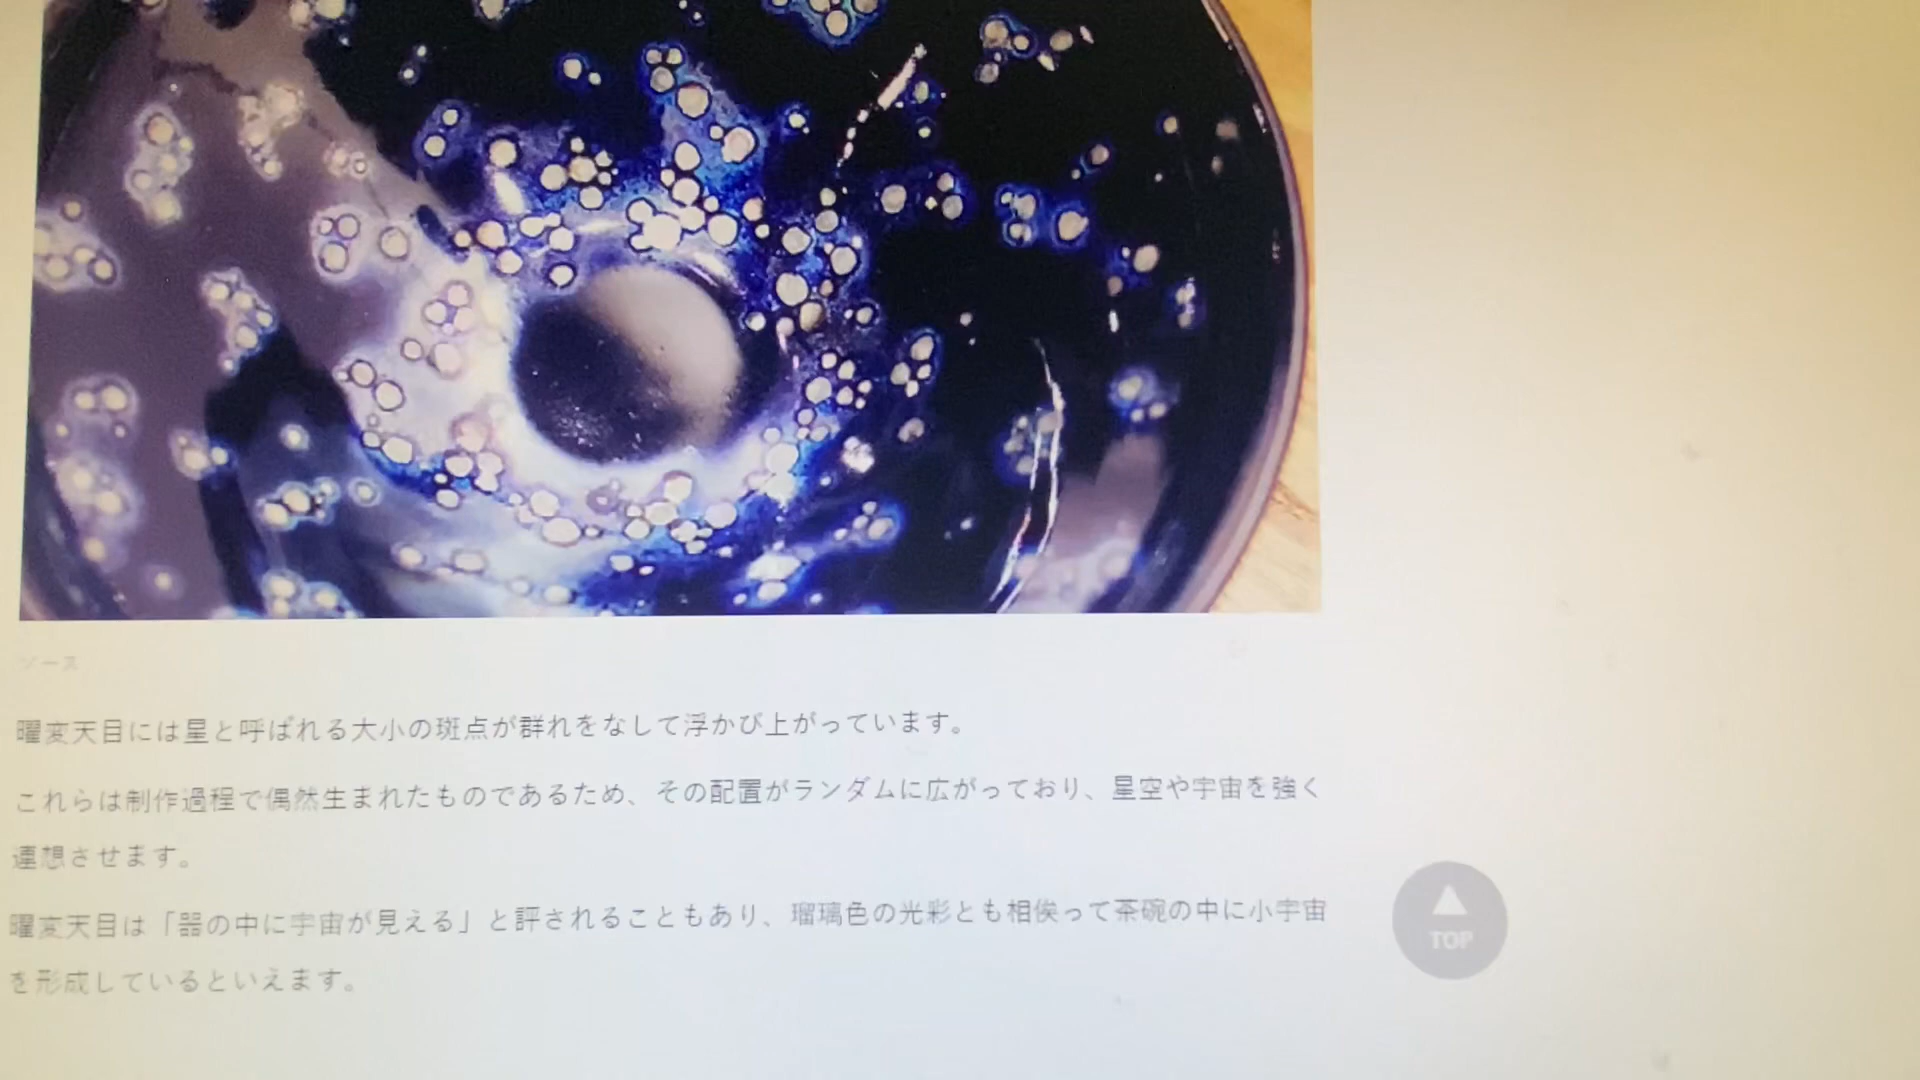 ソース
曜変天目には星と呼ばれる大小の斑点が群れをなして浮かび上がっています。
これらは制作過程で偶然生まれたものであるため、その配置がランダムに広がっており、星空や宇宙を強く
連想させます。
曜変天目は「器の中に宇宙が見える」と評されることもあり、瑠璃色の光彩とも相俟って茶碗の中に小宇宙
を形成しているといえます。
TOP